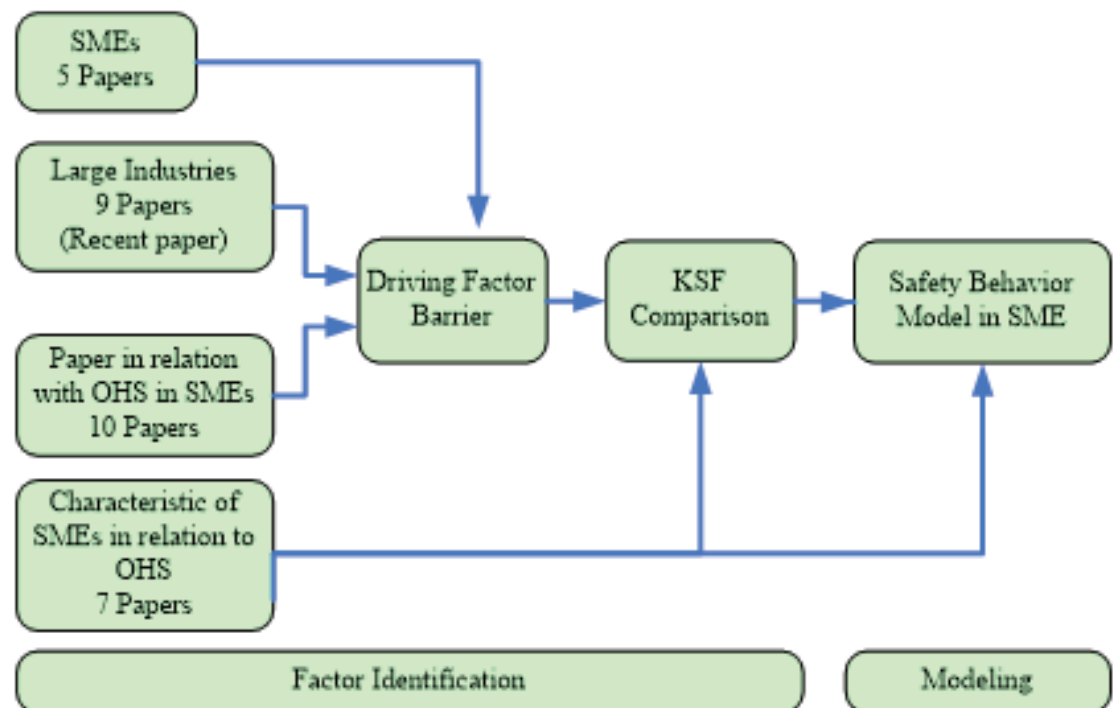 SMEs
5 Papers
Large Industries
9 Papers
(Recent paper)
Driving Factor
Barrier
KSF
Comparison
Safety Behavior
Model in SME
Paper in relation
with OHS in SMEs
10 Papers
Characteristic of
SMEs in relation to
OHS
7 Papers
Factor Identification
Modeling